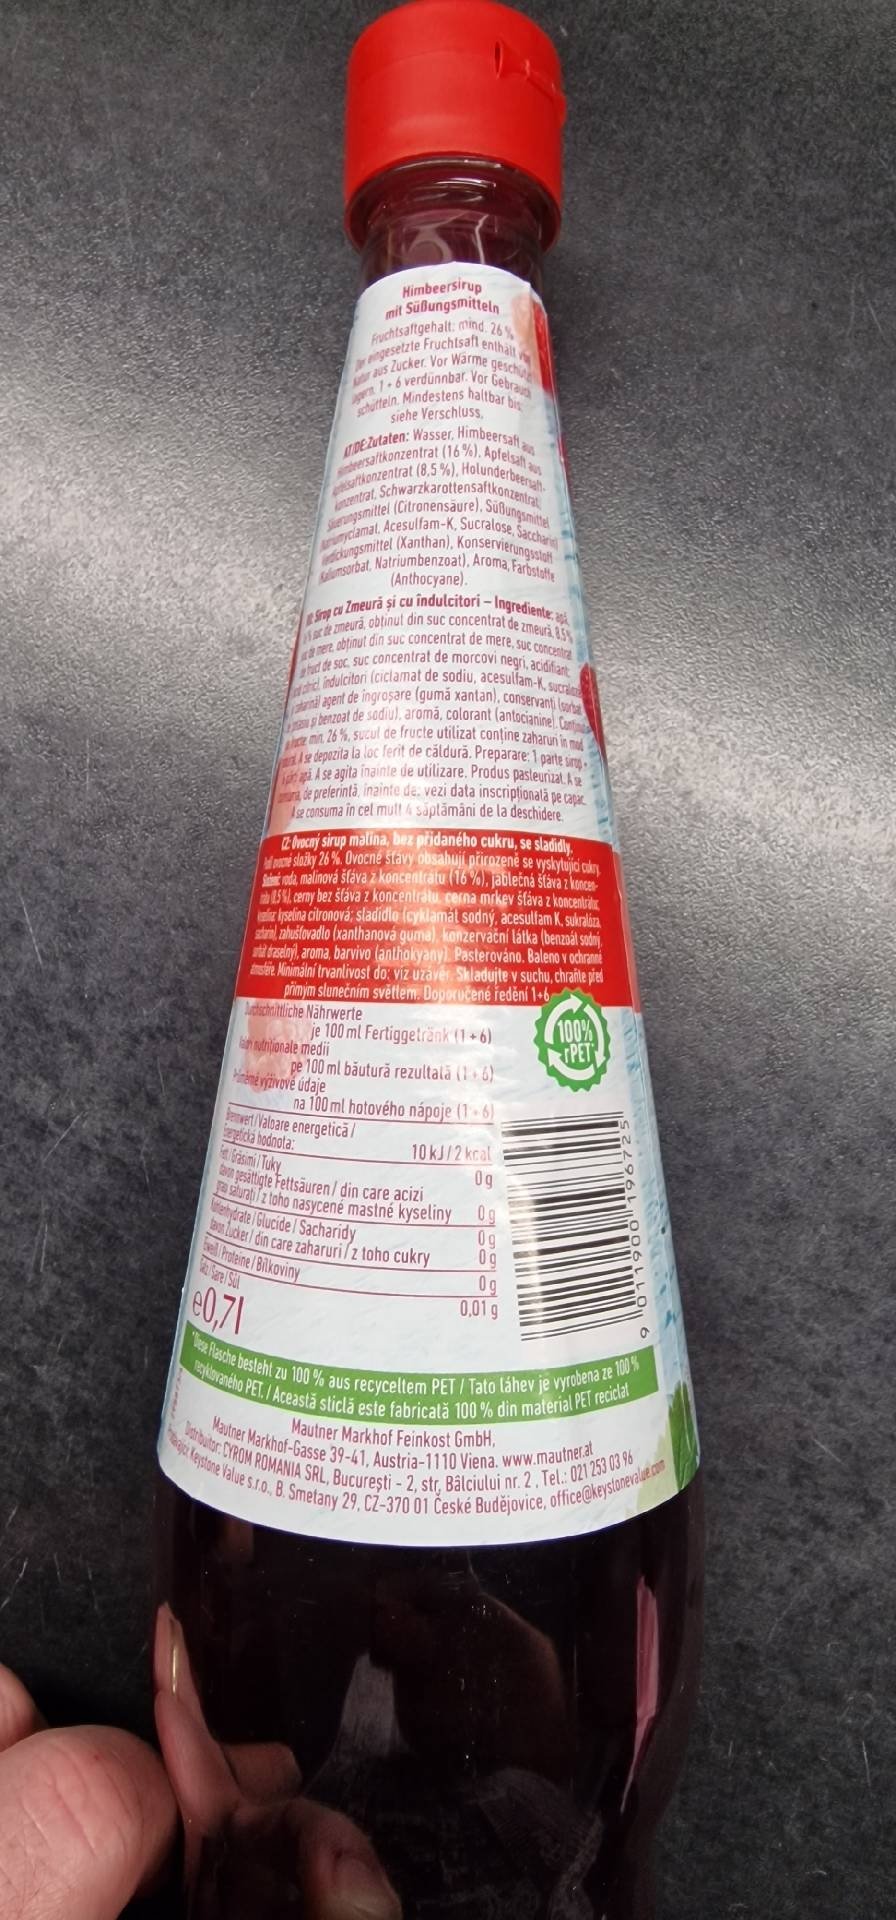 Himbeersirup
mit Süßungsmitteln
Fruchtsaftgehalt: mind. 26 %
Der eingesetzte Fruchtsaft enthält von
Natur aus Zucker. Vor Wärme geschützt
lagern. 1+6 verdünnbar. Vor Gebrauch
schütteln. Mindestens haltbar bis:
siehe Verschluss.
AT/DE Zutaten: Wasser, Himbeersaft aus
Himbeersaftkonzentrat (16 %), Apfelsaft aus
Apfelsaftkonzentrat (8,5 %), Holunderbeersaft-
konzentrat, Schwarzkarottensaftkonzentrat,
Säuerungsmittel (Citronensäure), Süßungsmittel
Natriumcyclamat, Acesulfam-K, Sucralose, Saccharin
Verdickungsmittel (Xanthan), Konservierungsstoff
Kaliumsorbat, Natriumbenzoat), Aroma, Farbstoffe
(Anthocyane).
Sirop cu Zmeură și cu îndulcitori – Ingrediente: apă,
suc de zmeură, obținut din suc concentrat de zmeură, 8,5%
de mere, obținut din suc concentrat de mere, suc concentrat
de fruct de soc, suc concentrat de morcovi negri, acidifiant:
citric), îndulcitori (ciclamat de sodiu, acesulfam-K, sucraloza
agent de îngroșare (gumă xantan), conservanți (sorbat
și benzoat de sodiu), aromă, colorant (antocianine).
min. 26 %, sucul de fructe utilizat conține zaharuri în mod
A se depozita la loc ferit de căldură. Preparare: 1 parte sirop +
apă. A se agita înainte de utilizare. Produs pasteurizat. A se
de preferință, înainte de: vezi data inscripționată pe capac.
A se consuma în cel mult 4 săptămâni de la deschidere.
CZ: Ovocný sirup malina, bez přidaného cukru, se sladidly.
ovocné složky 26 %. Ovocné šťávy obsahují přirozeně se vyskytující cukry.
Složení: voda, malinová šťáva z koncentrátu (16 %), jablečná šťáva z koncen-
trátu (8,5 %), černý bez šťáva z koncentrátu, černá mrkev šťáva z koncentrátu;
kyselina citronová; sladidlo (cyklamát sodný, acesulfam K, sukralóza,
sacharin), zahušťovadlo (xanthanová guma), konzervační látka (benzoát sodný,
sorbát draselný), aroma, barvivo (anthokyany). Pasterováno. Baleno v ochranné
atmosféře. Minimální trvanlivost do: viz uzávěr. Skladujte v suchu, chraňte před
přímým slunečním světlem. Doporučené ředění 1+6
100%
rPET
Durchschnittliche Nährwerte
je 100 ml Fertiggetränk (1 + 6)
Valori nutriționale medii
pe 100 ml băutură rezultată (1 + 6)
Průměrné výživové údaje
na 100 ml hotového nápoje (1 + 6)
Brennwert / Valoare energetică /
Energetická hodnota: 10 kJ / 2 kcal
Fett / Grăsimi / Tuky 0 g
davon gesättigte Fettsäuren / din care acizi
grași saturați / z toho nasycené mastné kyseliny 0 g
Kohlenhydrate / Glucide / Sacharidy 0 g
davon Zucker / din care zaharuri / z toho cukry 0 g
Eiweiß / Proteine / Bílkoviny 0 g
Salz / Sare / Sůl 0,01 g
e0,7l
9 011900 196725
*Diese Flasche besteht zu 100 % aus recyceltem PET / Tato láhev je vyrobena ze 100 %
recyklovaného PET. / Această sticlă este fabricată 100 % din material PET reciclat
Mautner Markhof Feinkost GmbH,
Mautner Markhof-Gasse 39-41, Austria-1110 Viena. www.mautner.at
Distribuitor: CYROM ROMANIA SRL, București - 2, str. Bâlciului nr. 2, Tel.: 021 253 03 96
Keystone Value s.r.o., B. Smetany 29, CZ-370 01 České Budějovice, office@keystonevalue.com